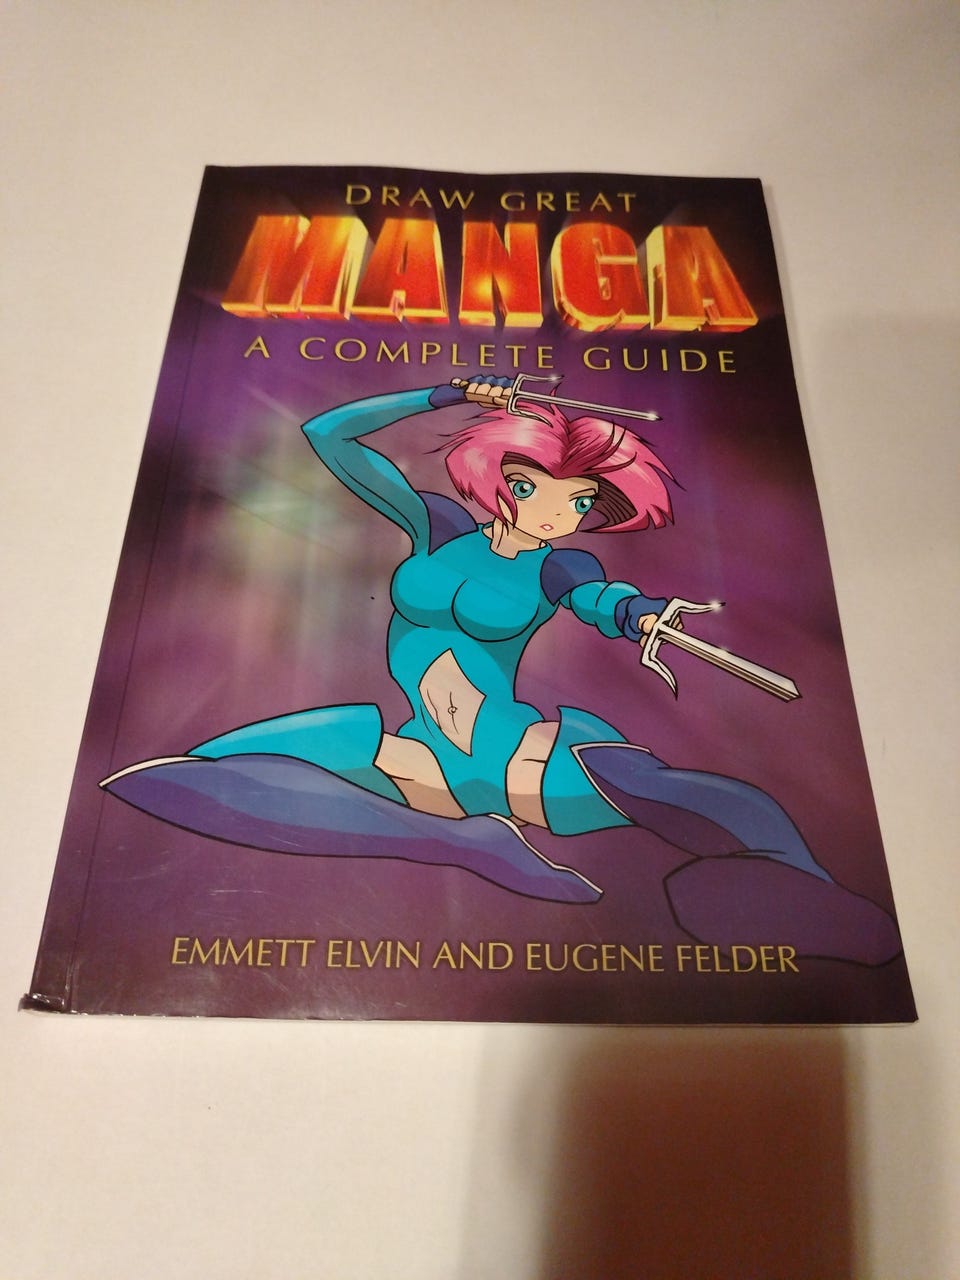 DRAW GREAT
MANGA
A COMPLETE GUIDE
EMMETT ELVIN AND EUGENE FELDER